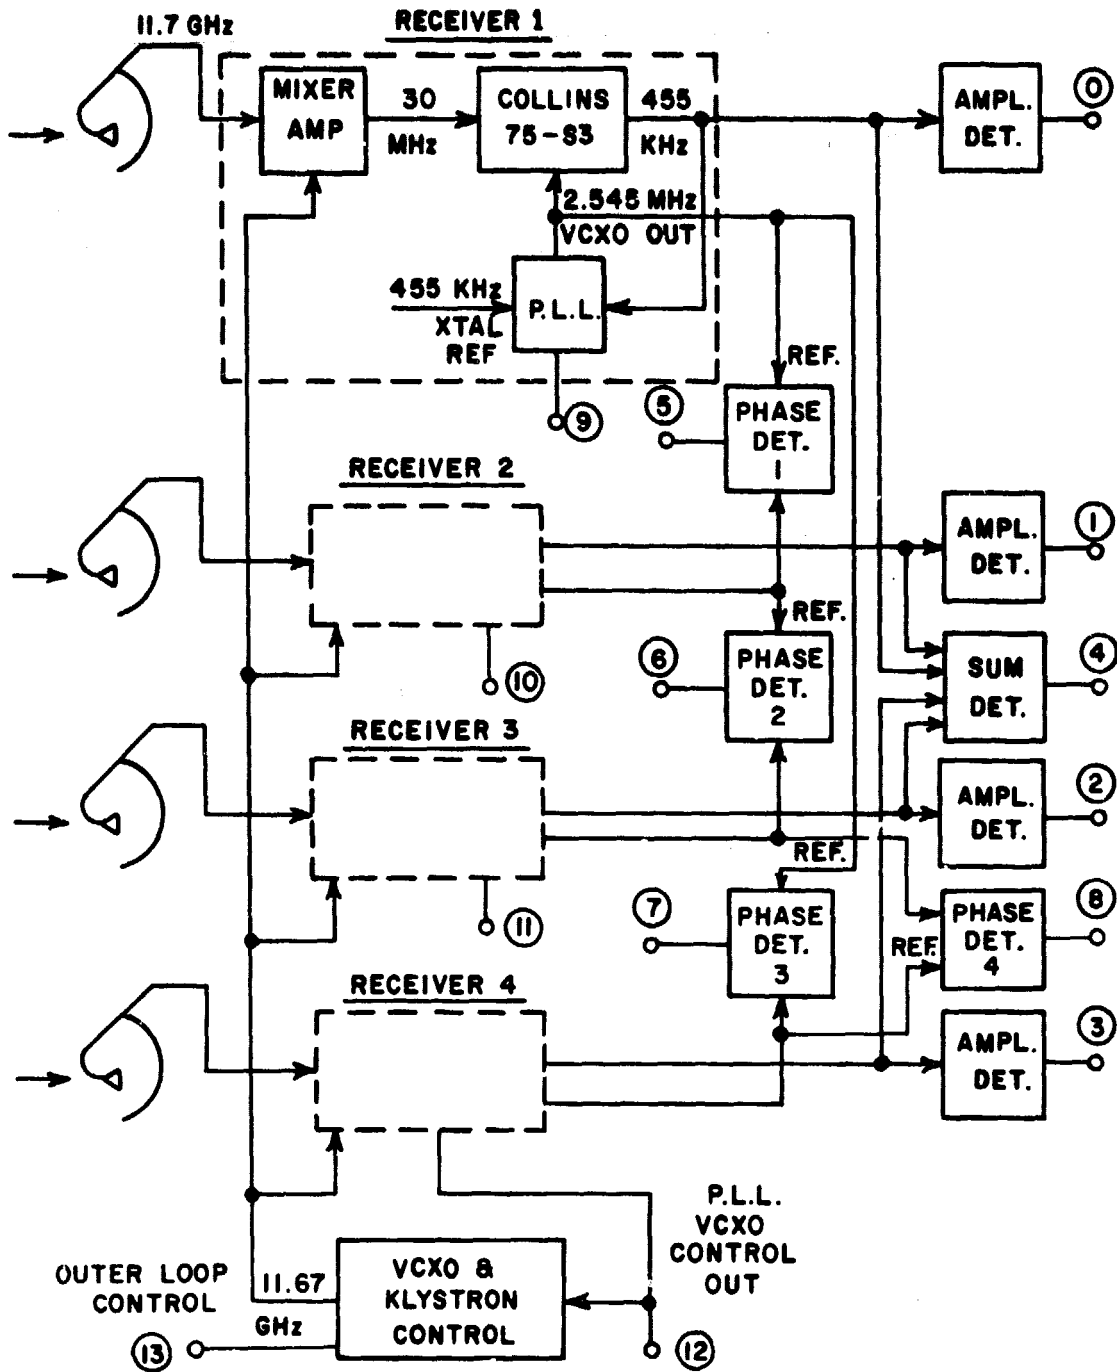 11.7 GHz
RECEIVER 1
MIXER
AMP
30
MHz
COLLINS
75-S3
455
KHz
AMPL.
DET.
0
2.545 MHz
VCXO OUT
455 KHz
XTAL
REF
P.L.L.
9
REF.
5
PHASE
DET.
1
RECEIVER 2
AMPL.
DET.
1
10
REF.
6
PHASE
DET.
2
SUM
DET.
4
RECEIVER 3
AMPL.
DET.
2
11
REF.
7
PHASE
DET.
3
REF.
PHASE
DET.
4
8
RECEIVER 4
AMPL.
DET.
3
P.L.L.
VCXO
CONTROL
OUT
OUTER LOOP
CONTROL
11.67
GHz
VCXO &
KLYSTRON
CONTROL
13
12